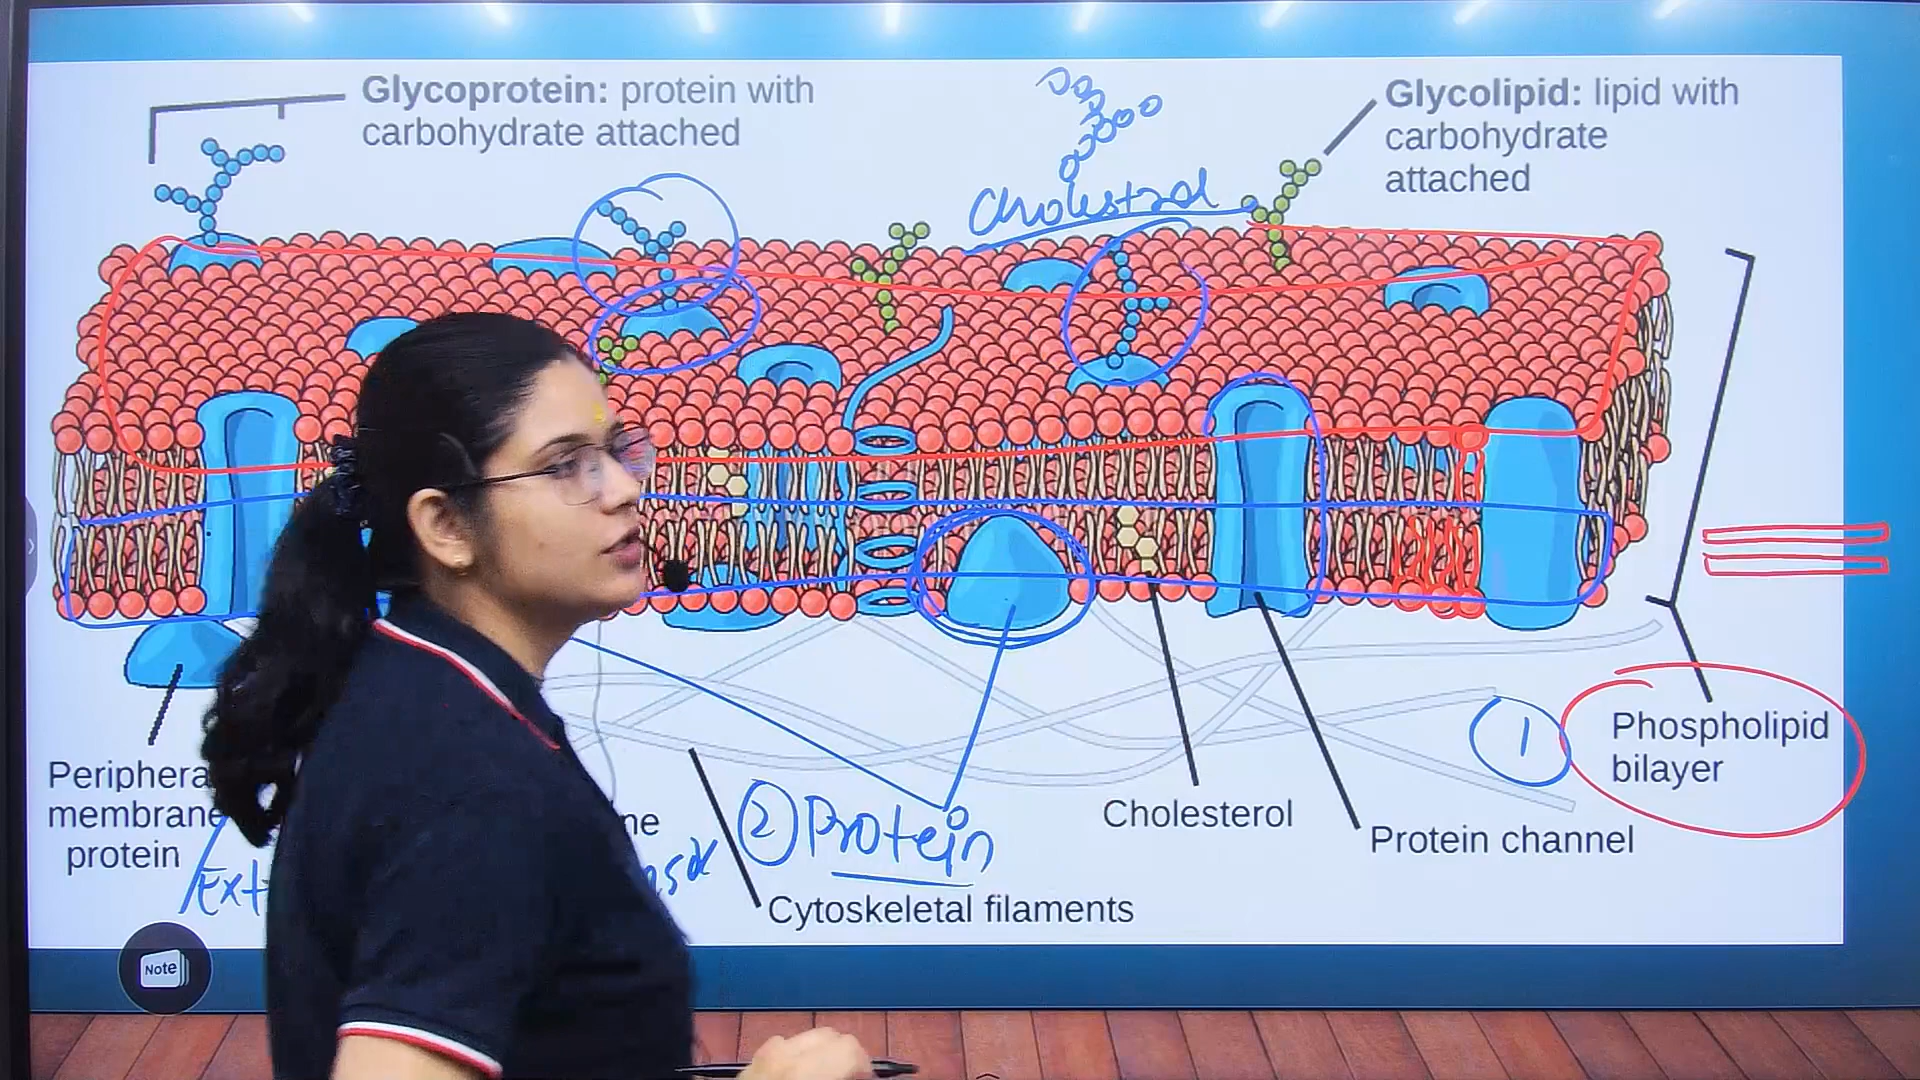 Glycoprotein: protein with
carbohydrate attached
Glycolipid: lipid with
carbohydrate
attached
Cholestrol
1
Phospholipid
bilayer
Periphera
membrane
protein
Ext
ne
② Protein
Cholesterol
Protein channel
Cytoskeletal filaments
Note